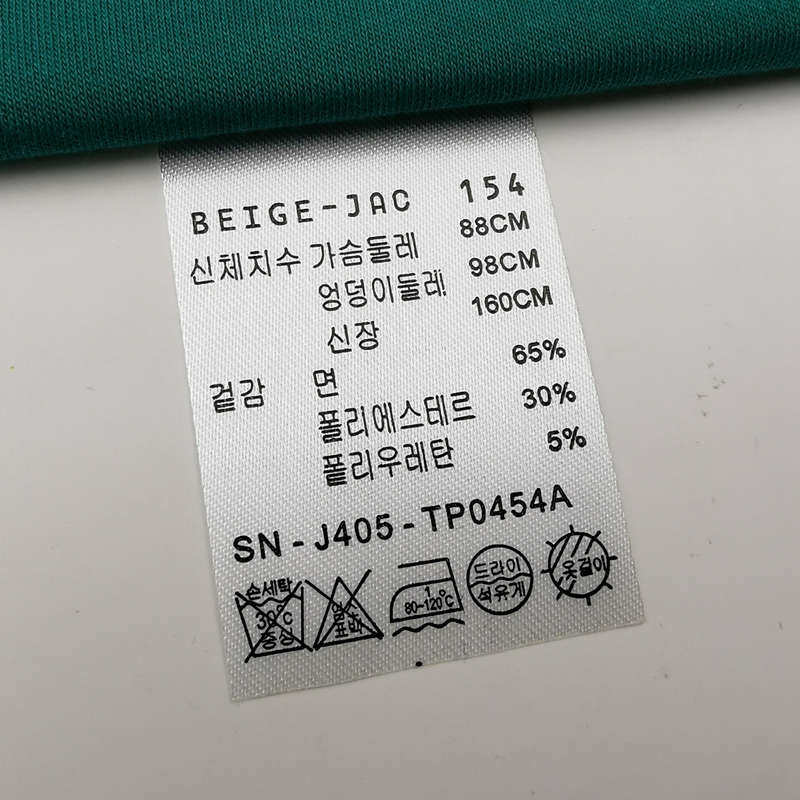 BEIGE-JAC 154
신체치수 가슴둘레 88CM
엉덩이둘레 98CM
신장 160CM
겉감 면 65%
폴리에스테르 30%
폴리우레탄 5%
SN-J405-TP0454A
손세탁
30℃
중성
염소
표백
1
80-120℃
드라이
석유계
옷걸이